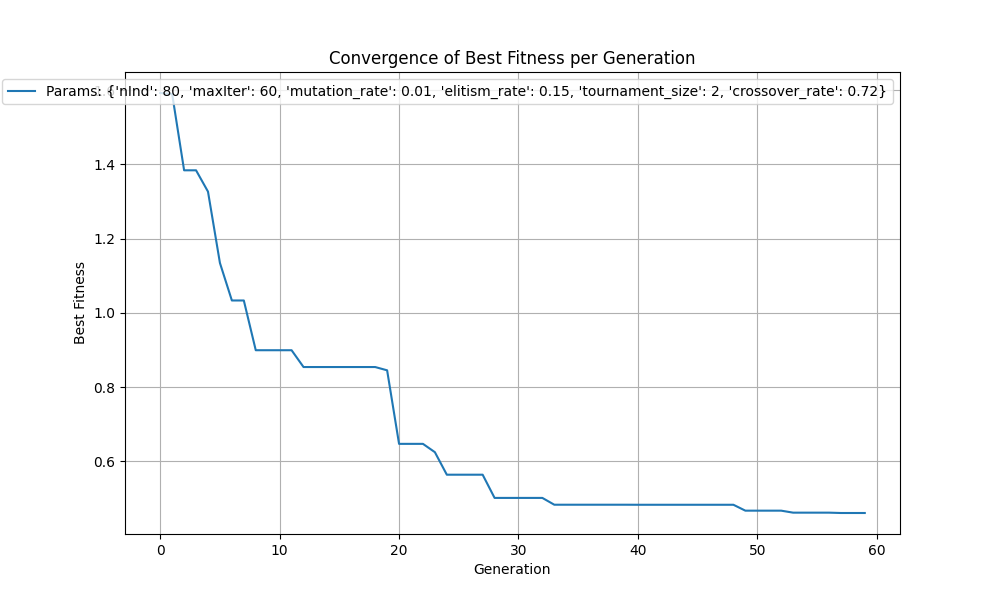 Convergence of Best Fitness per Generation
Params: {'nInd': 80, 'maxIter': 60, 'mutation_rate': 0.01, 'elitism_rate': 0.15, 'tournament_size': 2, 'crossover_rate': 0.72}
1.4
1.2
1.0
0.8
0.6
Best Fitness
0 10 20 30 40 50 60
Generation